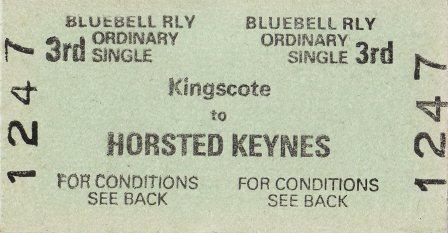 BLUEBELL RLY BLUEBELL RLY
3rd ORDINARY ORDINARY 3rd
SINGLE SINGLE
Kingscote
to
HORSTED KEYNES
FOR CONDITIONS FOR CONDITIONS
SEE BACK SEE BACK
1247
1247